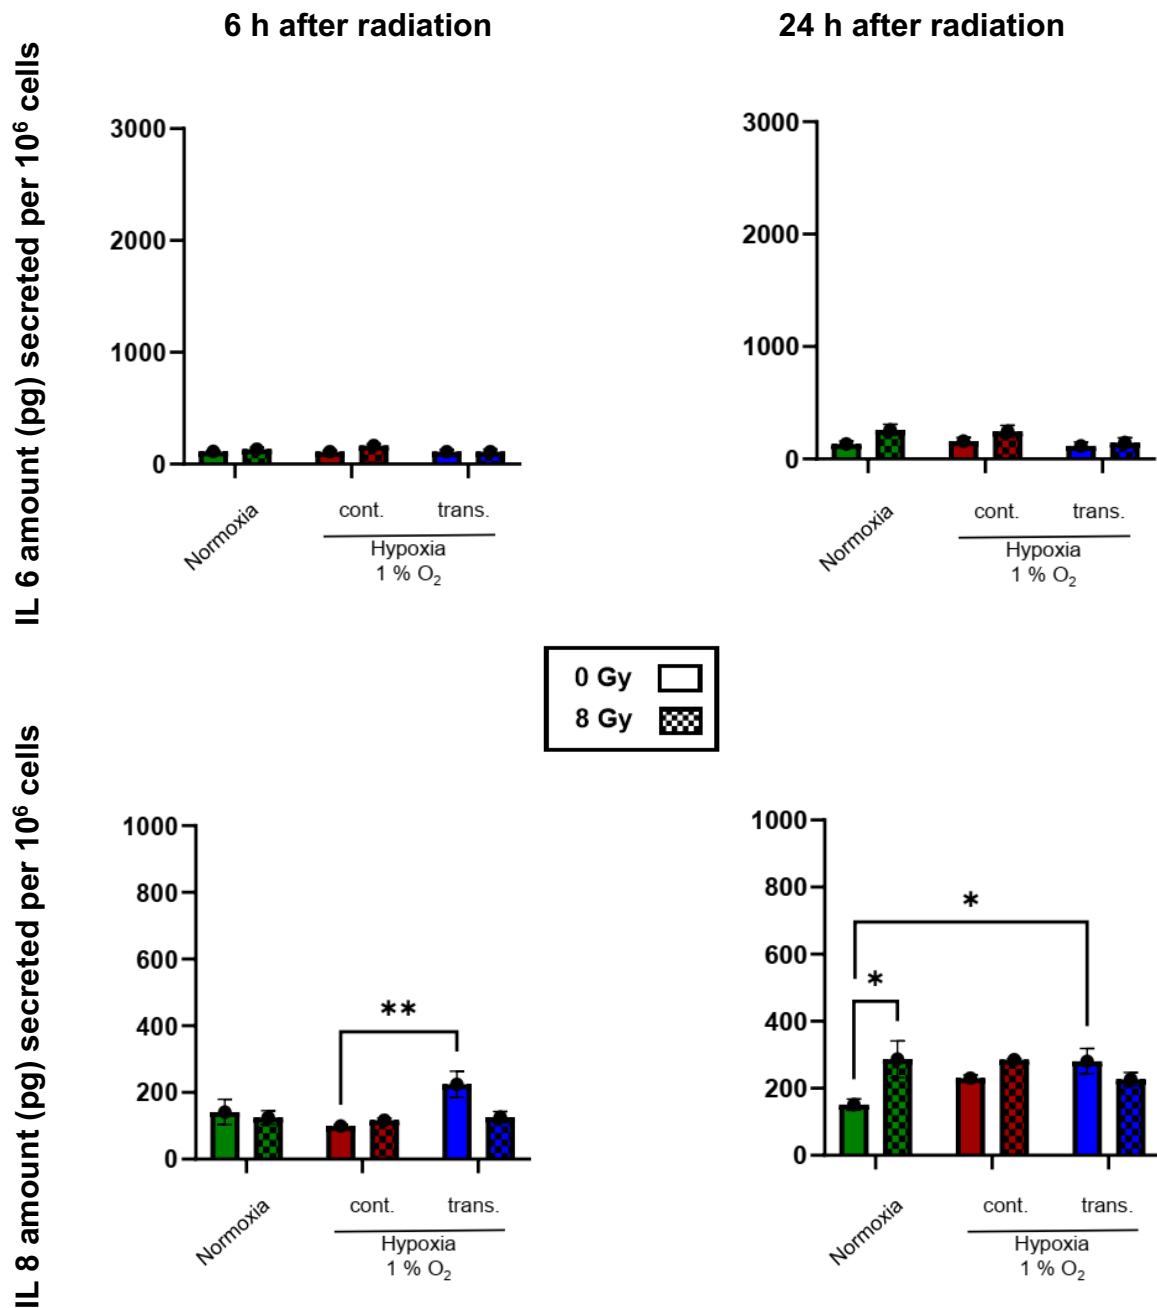 6 h after radiation
24 h after radiation
IL 6 amount (pg) secreted per 10⁶ cells
3000
2000
1000
0
Normoxia
cont.
trans.
Hypoxia
1 % O₂
3000
2000
1000
0
Normoxia
cont.
trans.
Hypoxia
1 % O₂
0 Gy
8 Gy
IL 8 amount (pg) secreted per 10⁶ cells
1000
800
600
400
200
0
**
Normoxia
cont.
trans.
Hypoxia
1 % O₂
1000
800
600
400
200
0
*
*
Normoxia
cont.
trans.
Hypoxia
1 % O₂